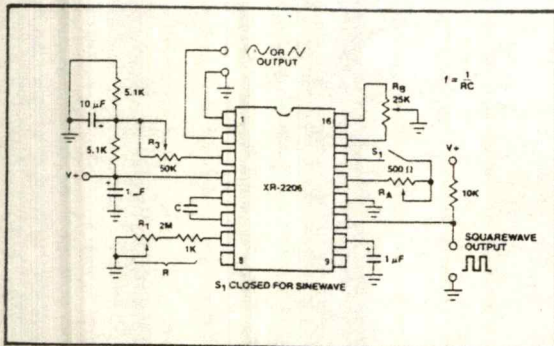 ∿ OR ⩘
OUTPUT
f = 1/RC
5.1K
10 μF
+
5.1K
R3
50K
V+
+
1 μF
C
R1
2M
1K
R
1
8
16
9
XR-2206
RB
25K
S1
500 Ω
RA
V+
10K
+
1 μF
SQUAREWAVE
OUTPUT
S1 CLOSED FOR SINEWAVE